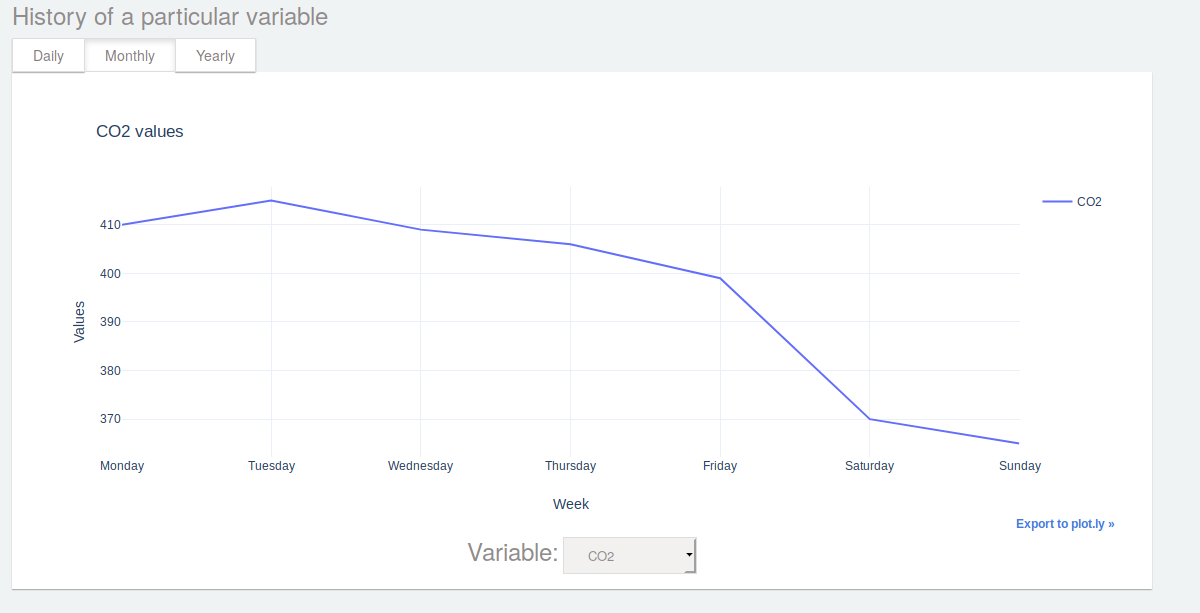 History of a particular variable
Daily Monthly Yearly
CO2 values
CO2
410
400
390
380
370
Values
Monday Tuesday Wednesday Thursday Friday Saturday Sunday
Week
Export to plot.ly »
Variable: CO2